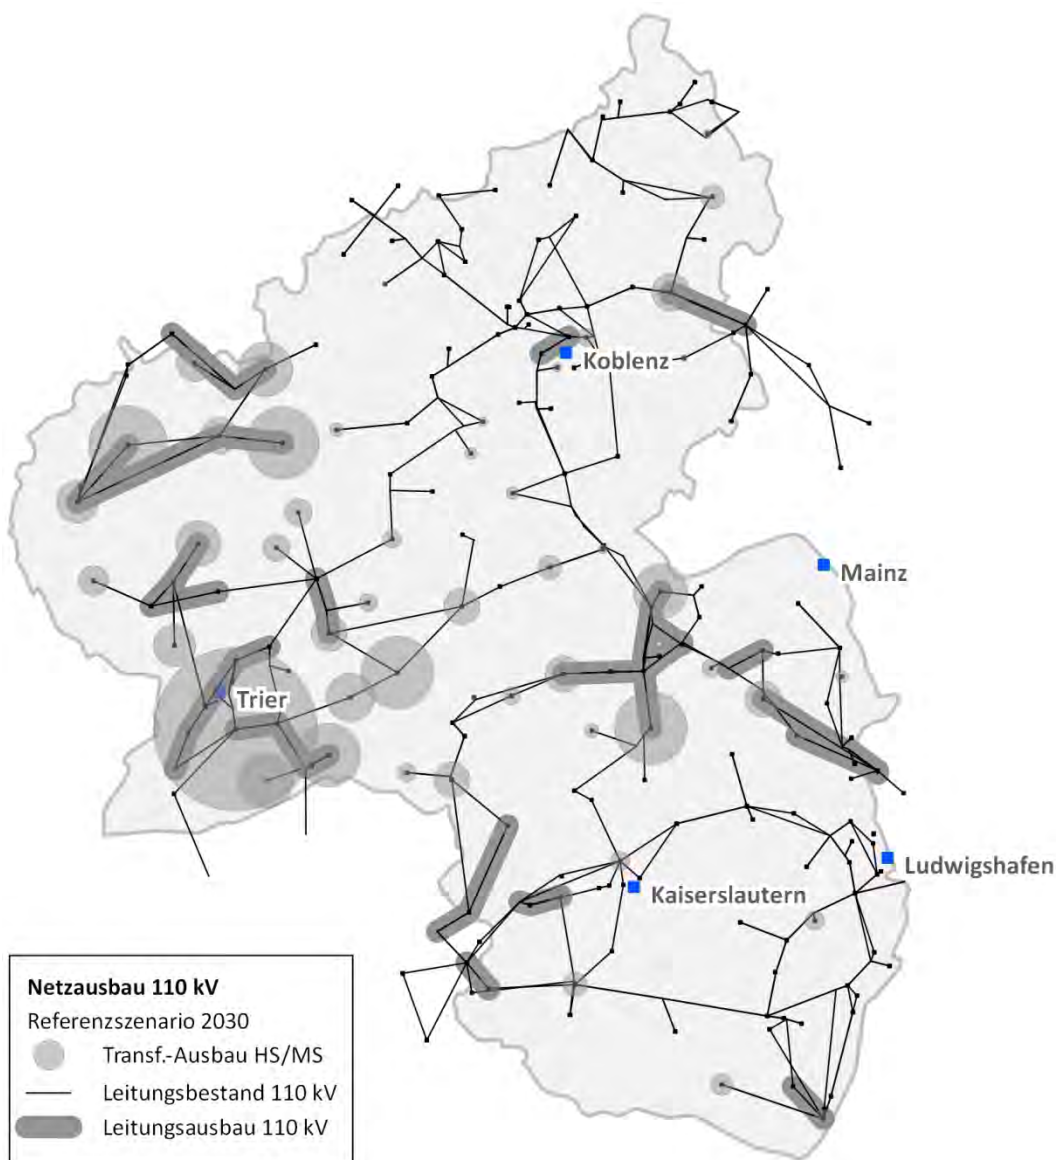 Koblenz
Mainz
Trier
Ludwigshafen
Kaiserslautern
Netzausbau 110 kV
Referenzszenario 2030
Transf.-Ausbau HS/MS
Leitungsbestand 110 kV
Leitungsausbau 110 kV